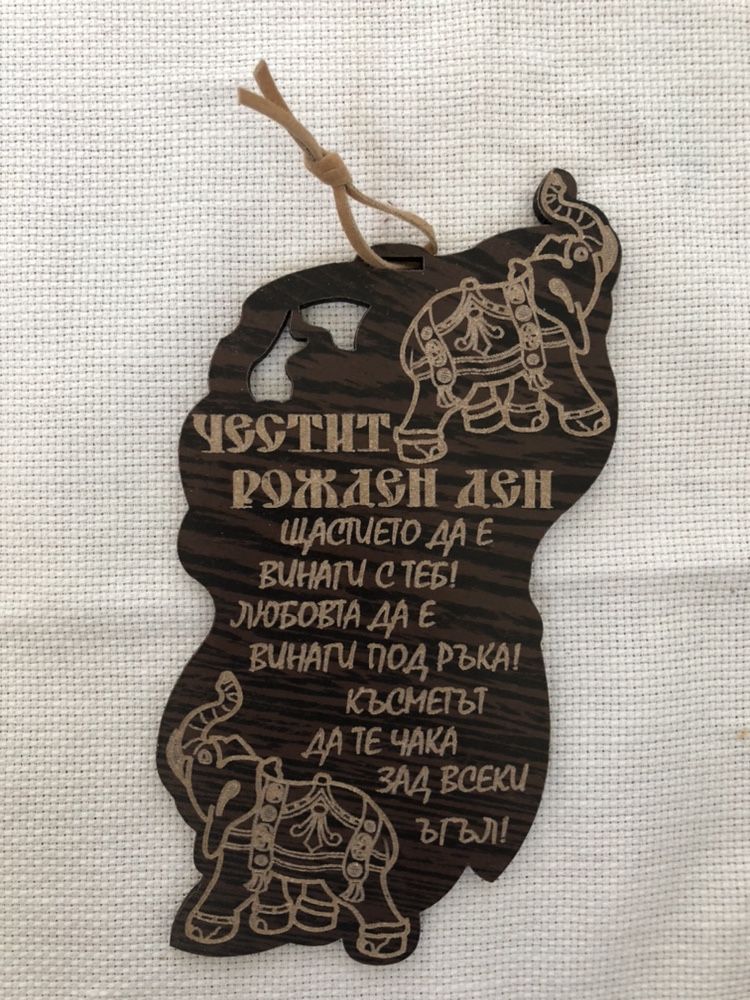 ЧЕСТИТ
РОЖДЕН ДЕН
ЩАСТИЕТО ДА Е
ВИНАГИ С ТЕБ!
ЛЮБОВТА ДА Е
ВИНАГИ ПОД РЪКА!
КЪСМЕТЪТ
ДА ТЕ ЧАКА
ЗАД ВСЕКИ
ЪГЪЛ!